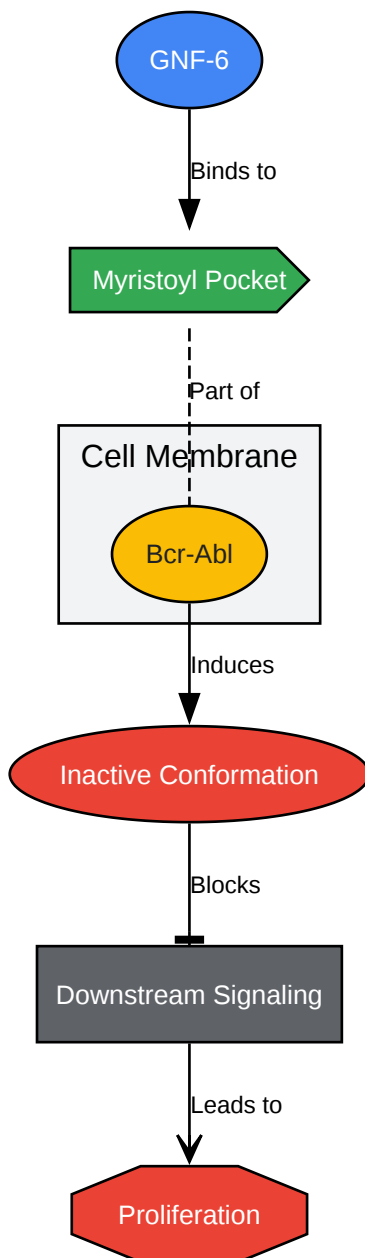 GNF-6
Binds to
Myristoyl Pocket
Part of
Cell Membrane
Bcr-Abl
Induces
Inactive Conformation
Blocks
Downstream Signaling
Leads to
Proliferation